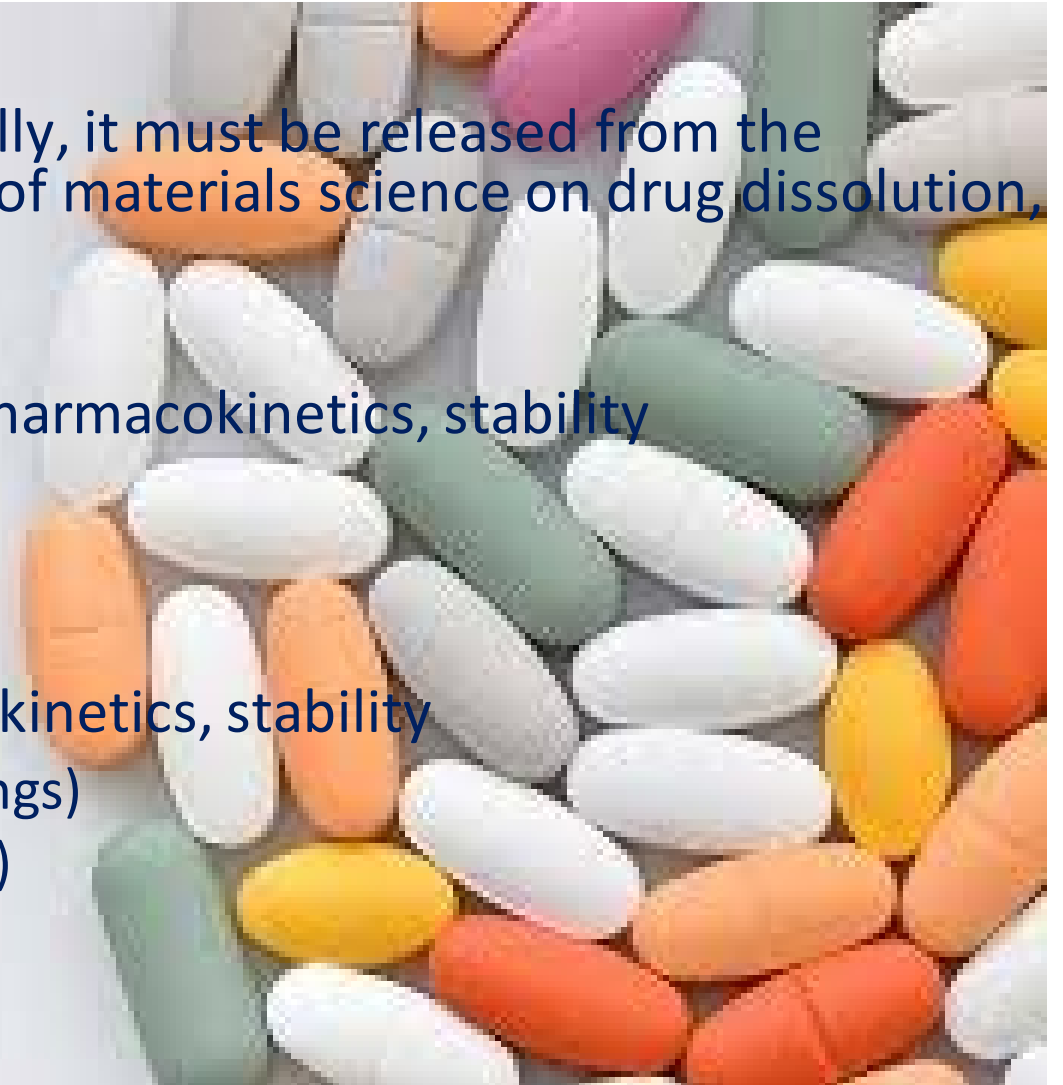 lly, it must be released from the
of materials science on drug dissolution,
harmacokinetics, stability
kinetics, stability
ngs)
)